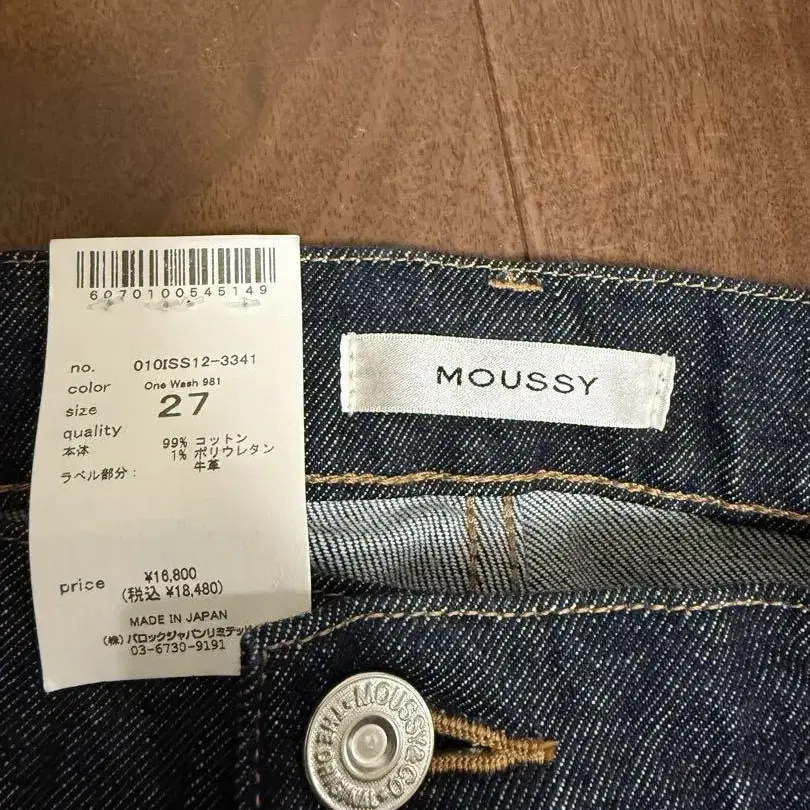 6070100545149
no. 010ISS12-3341
color One Wash 981
size 27
quality
本体 99% コットン
1% ポリウレタン
ラベル部分: 牛革
price ¥16,800
(税込 ¥18,480)
MADE IN JAPAN
(株) バロックジャパンリミテッ
03-6730-9191
MOUSSY
MOUSSY&CO